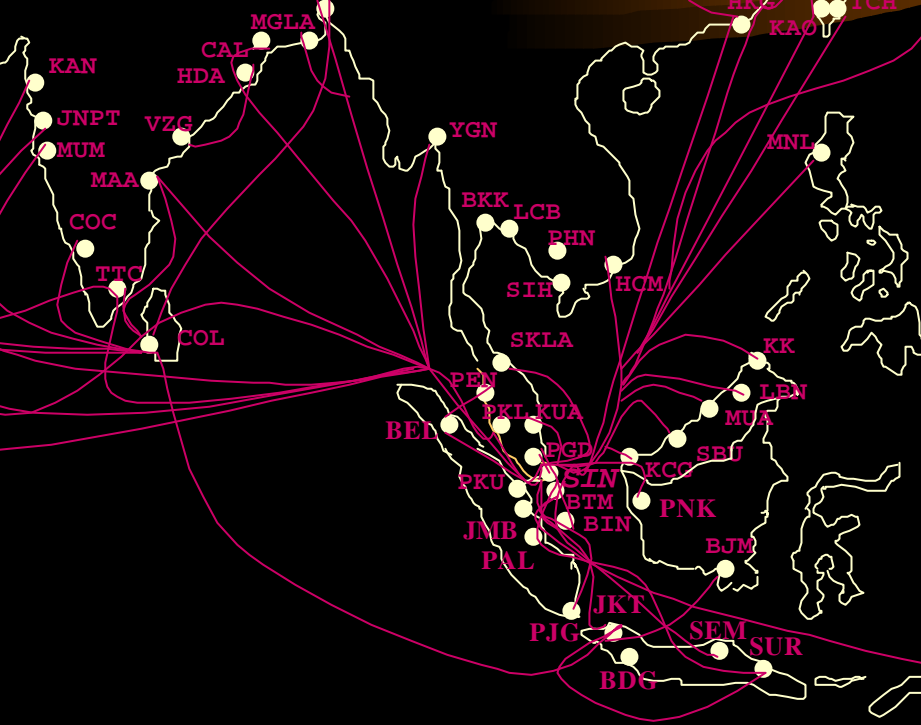 HKG
TCH
KAO
MGLA
CAL
HDA
KAN
JNPT
MUM
VZG
MAA
COC
TTC
COL
YGN
MNL
BKK
LCB
PHN
SIH
HCM
SKLA
PEN
PKL
KUA
BEL
PGD
SIN
PKU
BTM
BIN
JMB
PAL
KK
LBN
MUA
SBU
KCG
PNK
BJM
PJG
JKT
BDG
SEM
SUR